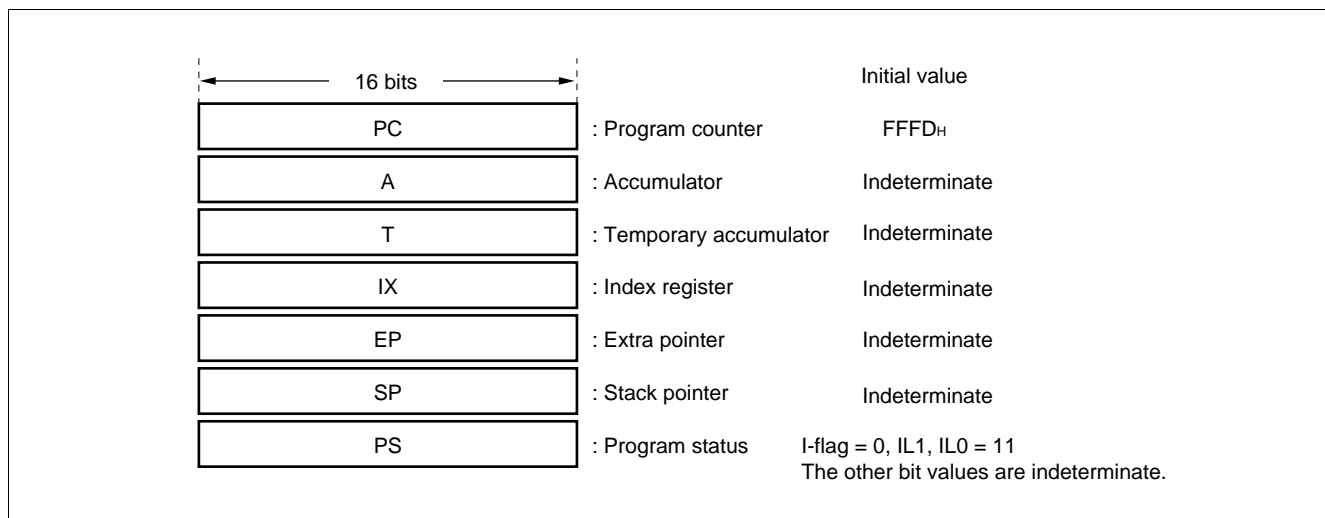 16 bits Initial value
PC : Program counter FFFDH
A : Accumulator Indeterminate
T : Temporary accumulator Indeterminate
IX : Index register Indeterminate
EP : Extra pointer Indeterminate
SP : Stack pointer Indeterminate
PS : Program status I-flag = 0, IL1, IL0 = 11
The other bit values are indeterminate.